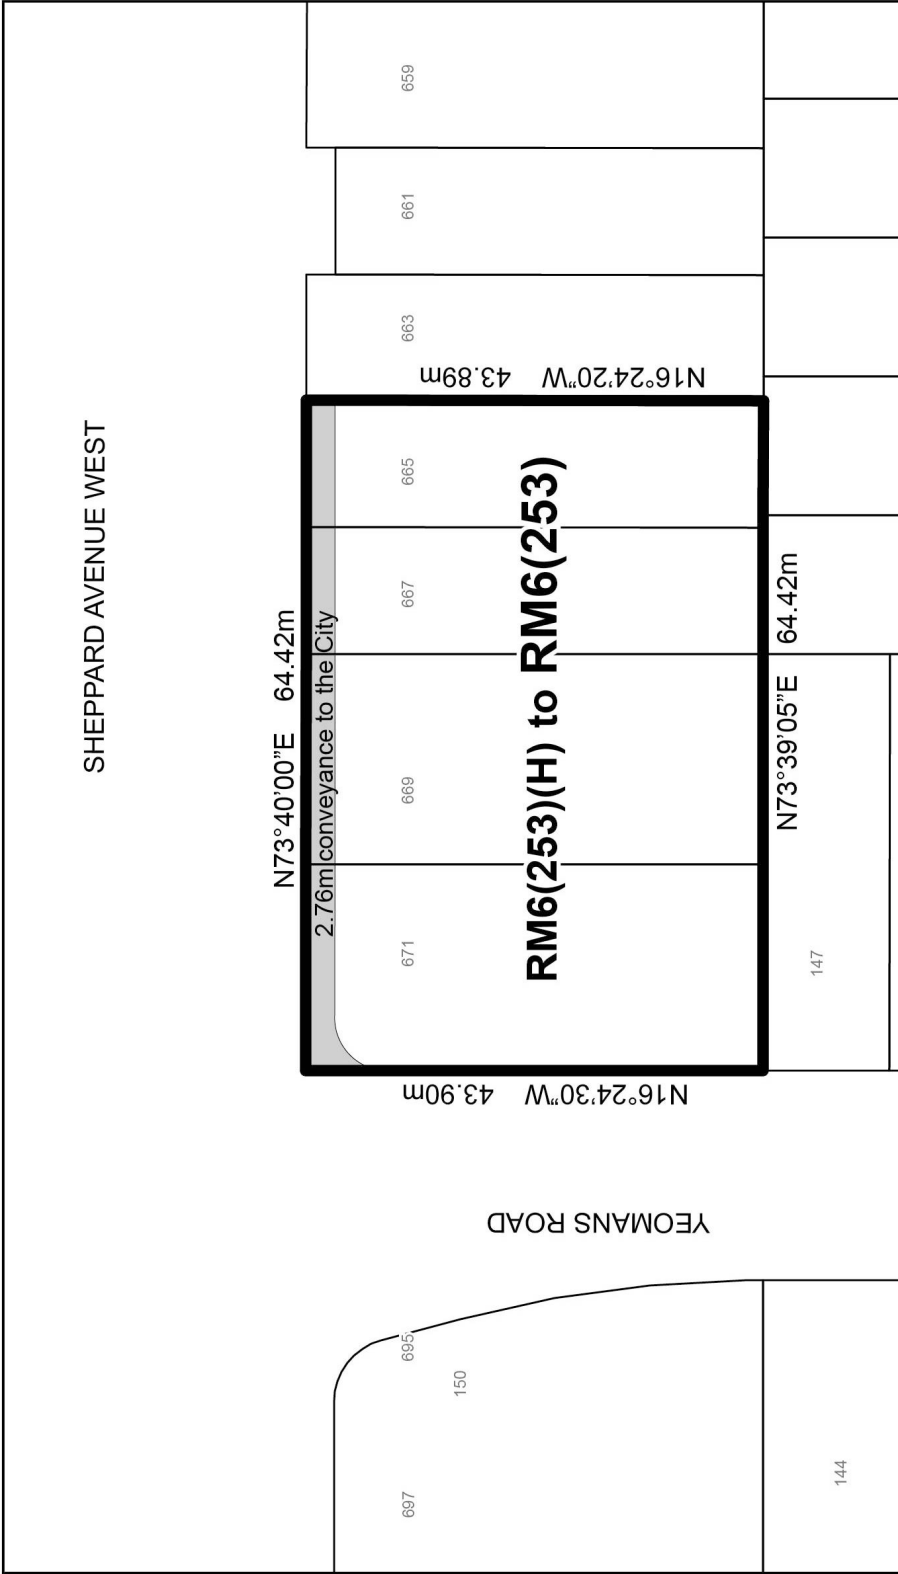 SHEPPARD AVENUE WEST
N73°40'00"E 64.42m
2.76m conveyance to the City
697
695
671
669
667
665
663
661
659
150
N16°24'30"W 43.90m
N16°24'20"W 43.89m
YEOMANS ROAD
RM6(253)(H) to RM6(253)
N73°39'05"E 64.42m
144
147